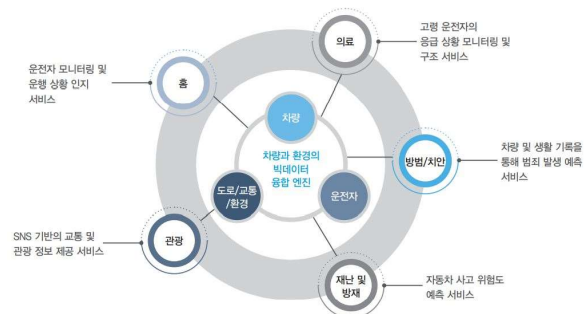 의료
고령 운전자의
응급 상황 모니터링 및
구조 서비스
운전자 모니터링 및
운행 상황 인지
서비스
홈
차량
차량과 환경의
빅데이터
융합 엔진
방범/치안
차량 및 생활 기록을
통해 범죄 발생 예측
서비스
도로/교통
/환경
운전자
SNS 기반의 교통 및
관광 정보 제공 서비스
관광
재난 및
방재
자동차 사고 위험도
예측 서비스